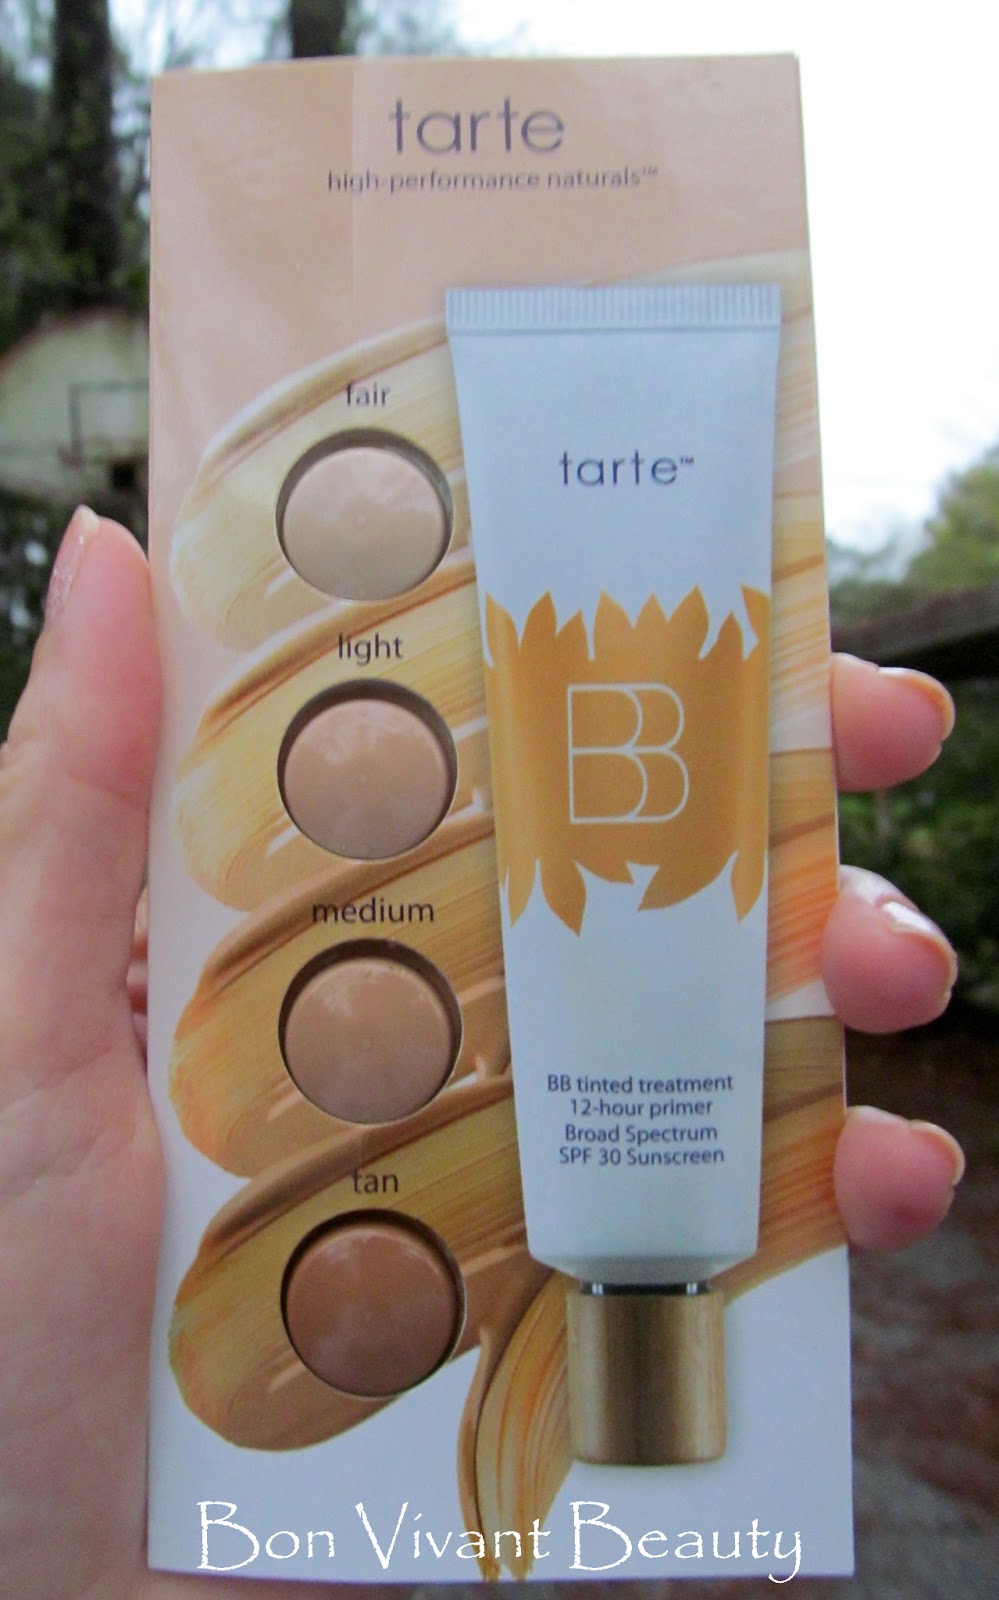 tarte
high-performance naturals™
fair
light
medium
tan
tarte™
BB
BB tinted treatment
12-hour primer
Broad Spectrum
SPF 30 Sunscreen
Bon Vivant Beauty